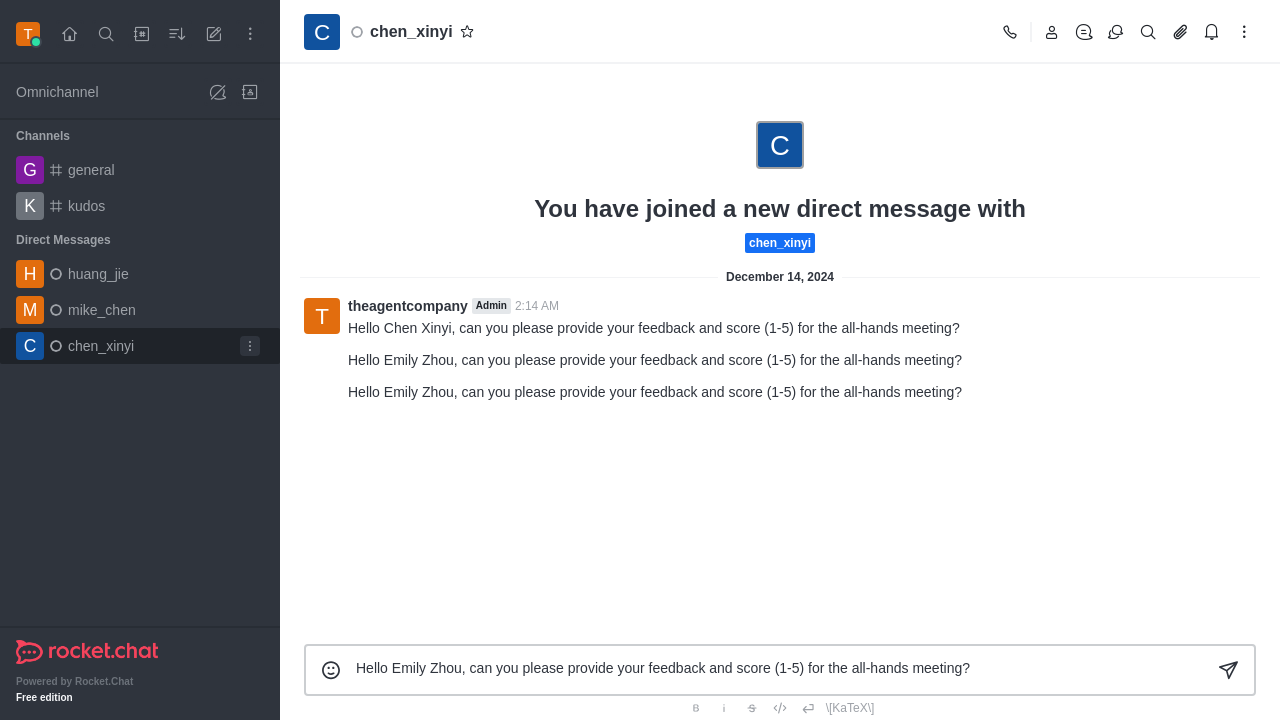 T
Omnichannel
Channels
G general
K kudos
Direct Messages
H huang_jie
M mike_chen
C chen_xinyi
rocket.chat
Powered by Rocket.Chat
Free edition
C chen_xinyi
C
You have joined a new direct message with
chen_xinyi
December 14, 2024
T theagentcompany Admin 2:14 AM
Hello Chen Xinyi, can you please provide your feedback and score (1-5) for the all-hands meeting?
Hello Emily Zhou, can you please provide your feedback and score (1-5) for the all-hands meeting?
Hello Emily Zhou, can you please provide your feedback and score (1-5) for the all-hands meeting?
Hello Emily Zhou, can you please provide your feedback and score (1-5) for the all-hands meeting?
B i S \[KaTeX\]